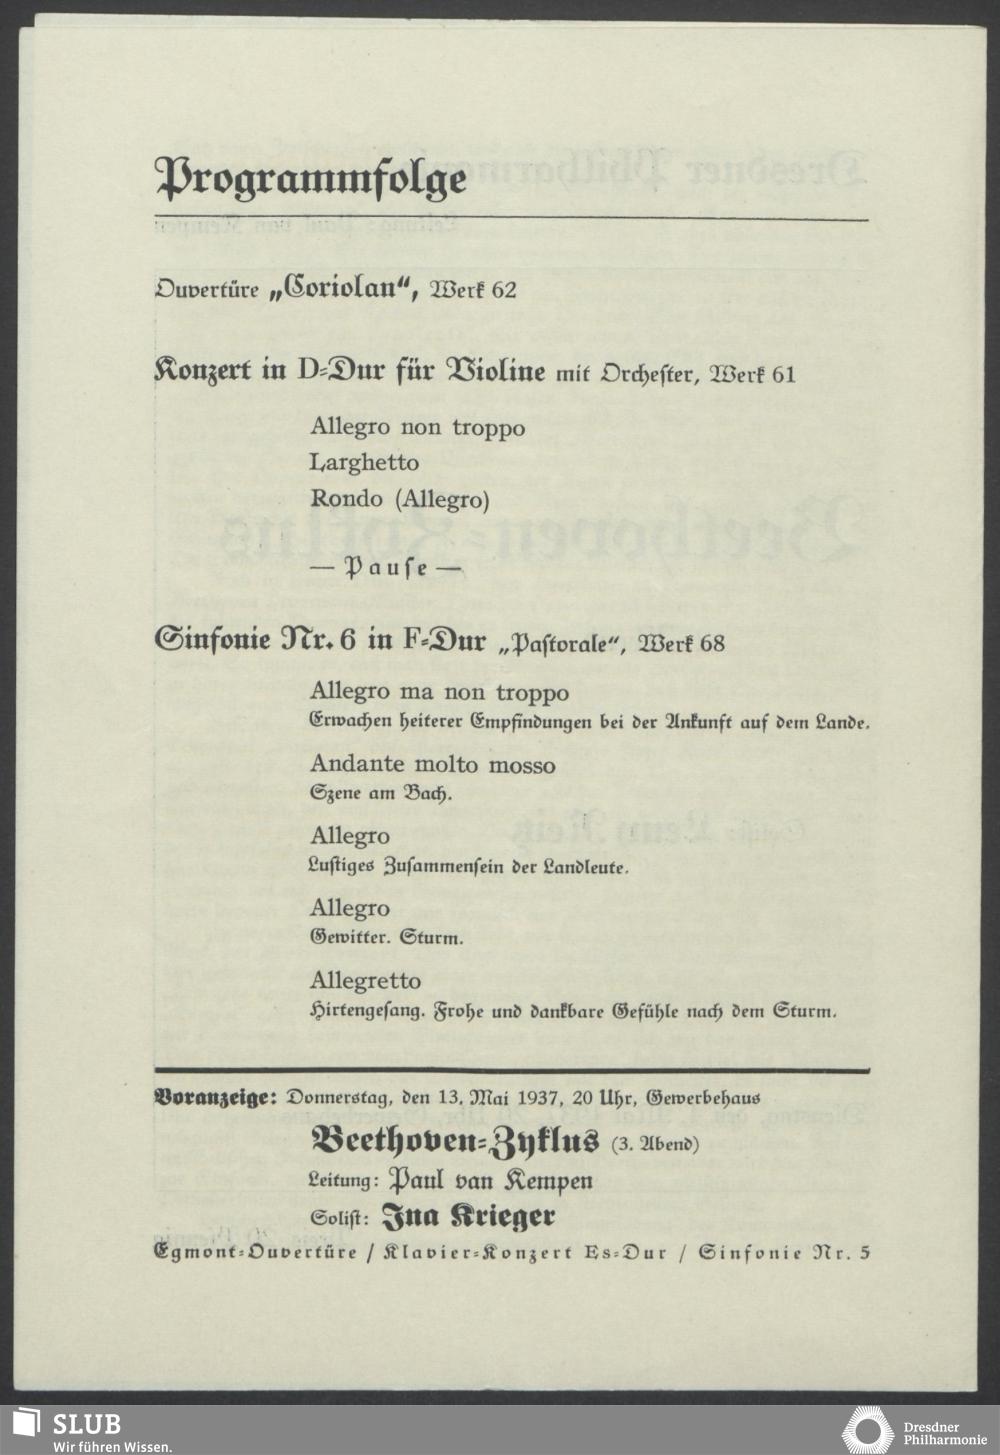 Programmfolge
Ouvertüre „Coriolan“, Werk 62
Konzert in D-Dur für Violine mit Orchester, Werk 61
Allegro non troppo
Larghetto
Rondo (Allegro)
— Pause —
Sinfonie Nr. 6 in F-Dur „Pastorale“, Werk 68
Allegro ma non troppo
Erwachen heiterer Empfindungen bei der Ankunft auf dem Lande.
Andante molto mosso
Szene am Bach.
Allegro
Lustiges Zusammensein der Landleute.
Allegro
Gewitter. Sturm.
Allegretto
Hirtengesang. Frohe und dankbare Gefühle nach dem Sturm.
Voranzeige: Donnerstag, den 13. Mai 1937, 20 Uhr, Gewerbehaus
Beethoven-Zyklus (3. Abend)
Leitung: Paul van Kempen
Solist: Ina Krieger
Egmont-Ouvertüre / Klavier-Konzert Es-Dur / Sinfonie Nr. 5
SLUB
Wir führen Wissen.
Dresdner
Philharmonie